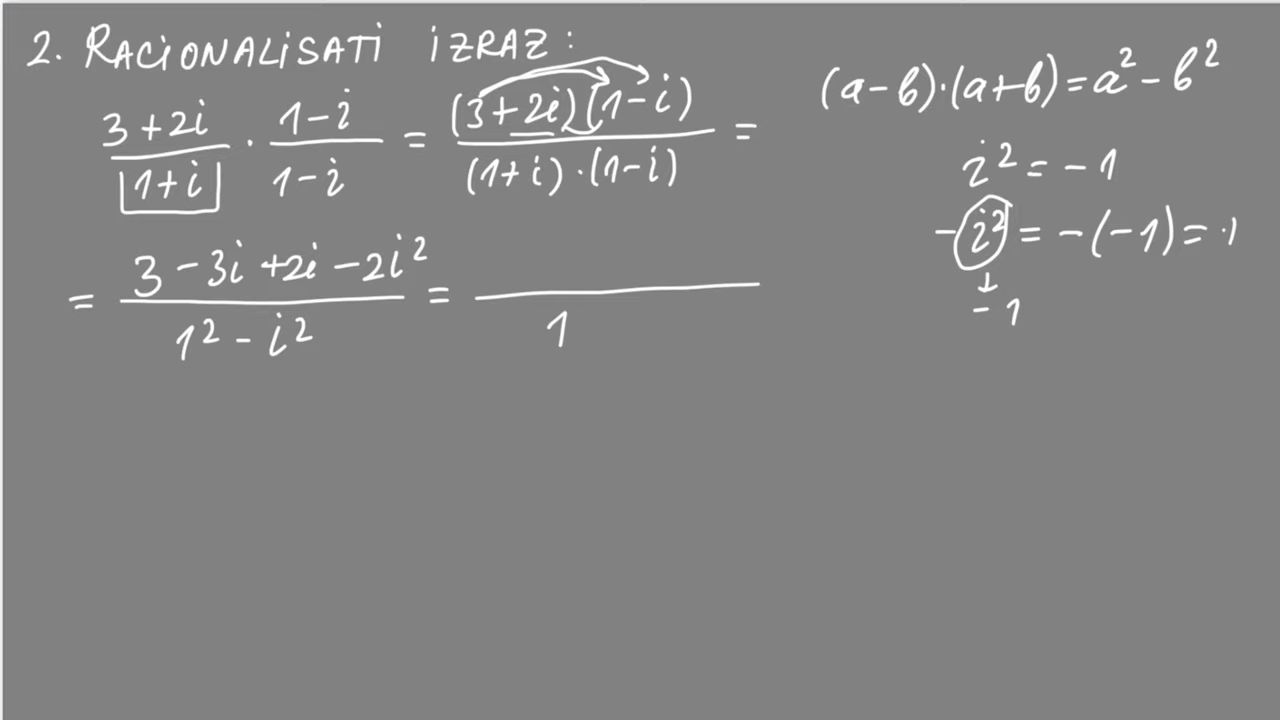 2. RACIONALISATI IZRAZ:
(a-b)·(a+b)=a²-b²
3+2i/1+i · 1-i/1-i = (3+2i)(1-i)/(1+i)·(1-i) =
i² = -1
-i² = -(-1) =
-1
= 3-3i+2i-2i²/1²-i² = /1